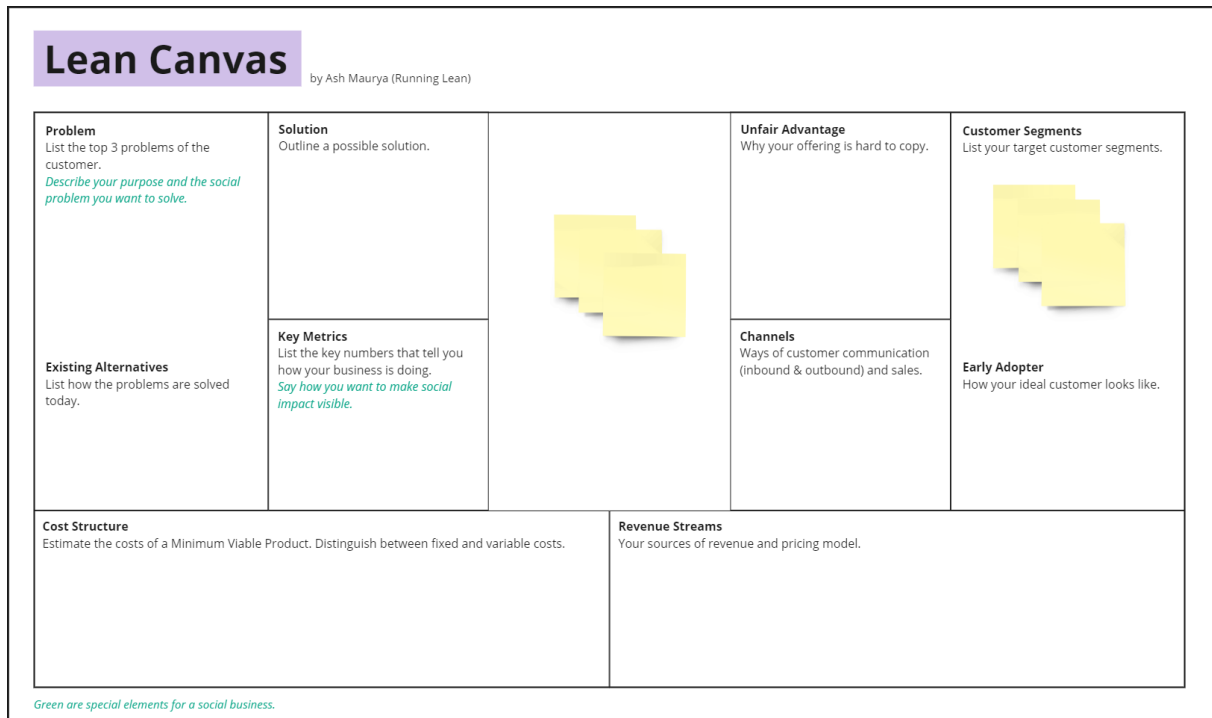 Lean Canvas
by Ash Maurya (Running Lean)
Problem
List the top 3 problems of the
customer.
Describe your purpose and the social
problem you want to solve.
Existing Alternatives
List how the problems are solved
today.
Solution
Outline a possible solution.
Key Metrics
List the key numbers that tell you
how your business is doing.
Say how you want to make social
impact visible.
Unfair Advantage
Why your offering is hard to copy.
Channels
Ways of customer communication
(inbound & outbound) and sales.
Customer Segments
List your target customer segments.
Early Adopter
How your ideal customer looks like.
Cost Structure
Estimate the costs of a Minimum Viable Product. Distinguish between fixed and variable costs.
Revenue Streams
Your sources of revenue and pricing model.
Green are special elements for a social business.